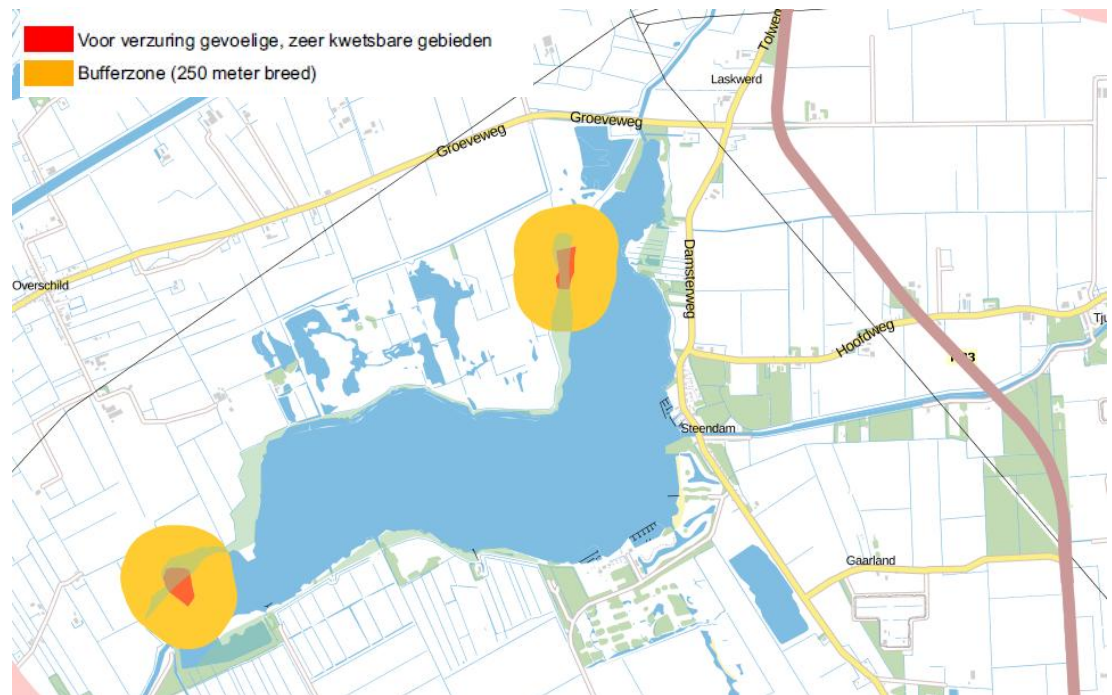 Voor verzuring gevoelige, zeer kwetsbare gebieden
Bufferzone (250 meter breed)
Tolweg
Laskwerd
Groeveweg
Groeveweg
Overschild
Damsterweg
Hoofdweg
Tju
Steendam
Gaarland